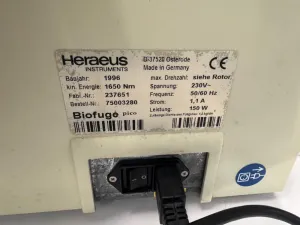 Heraeus
INSTRUMENTS
D-37520 Osterode
Made in Germany
Baujahr: 1996
max. Drehzahl: siehe Rotor
kin. Energie: 1650 Nm
Spannung: 230V~
Fabr.-Nr.: 237651
Frequenz: 50/60 Hz
Bestell-Nr: 75003280
Strom: 1,1 A
Leistung: 150 W
Biofuge pico